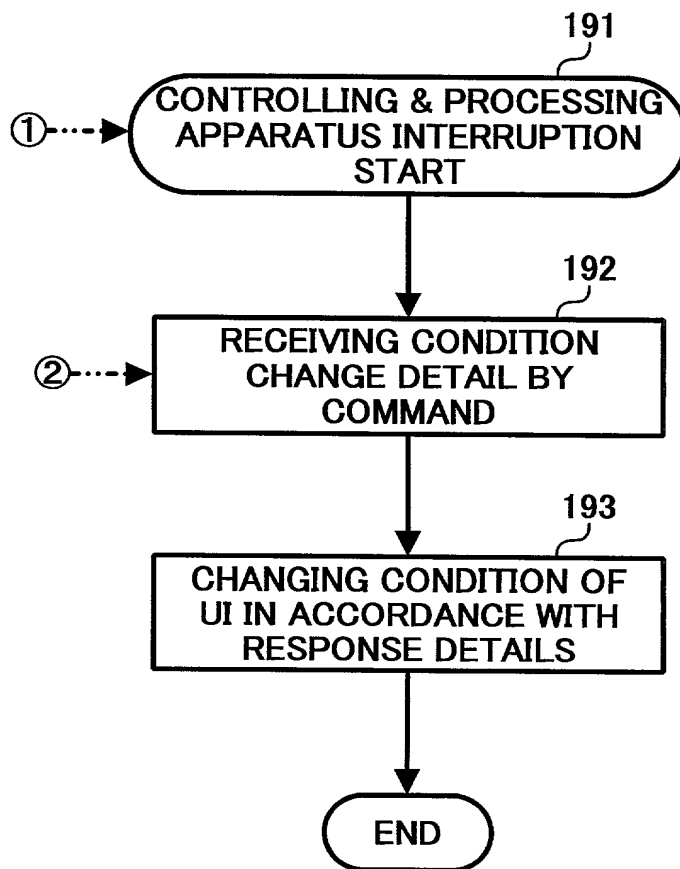 191
CONTROLLING & PROCESSING
① APPARATUS INTERRUPTION
START
192
RECEIVING CONDITION
② CHANGE DETAIL BY
COMMAND
193
CHANGING CONDITION OF
UI IN ACCORDANCE WITH
RESPONSE DETAILS
END